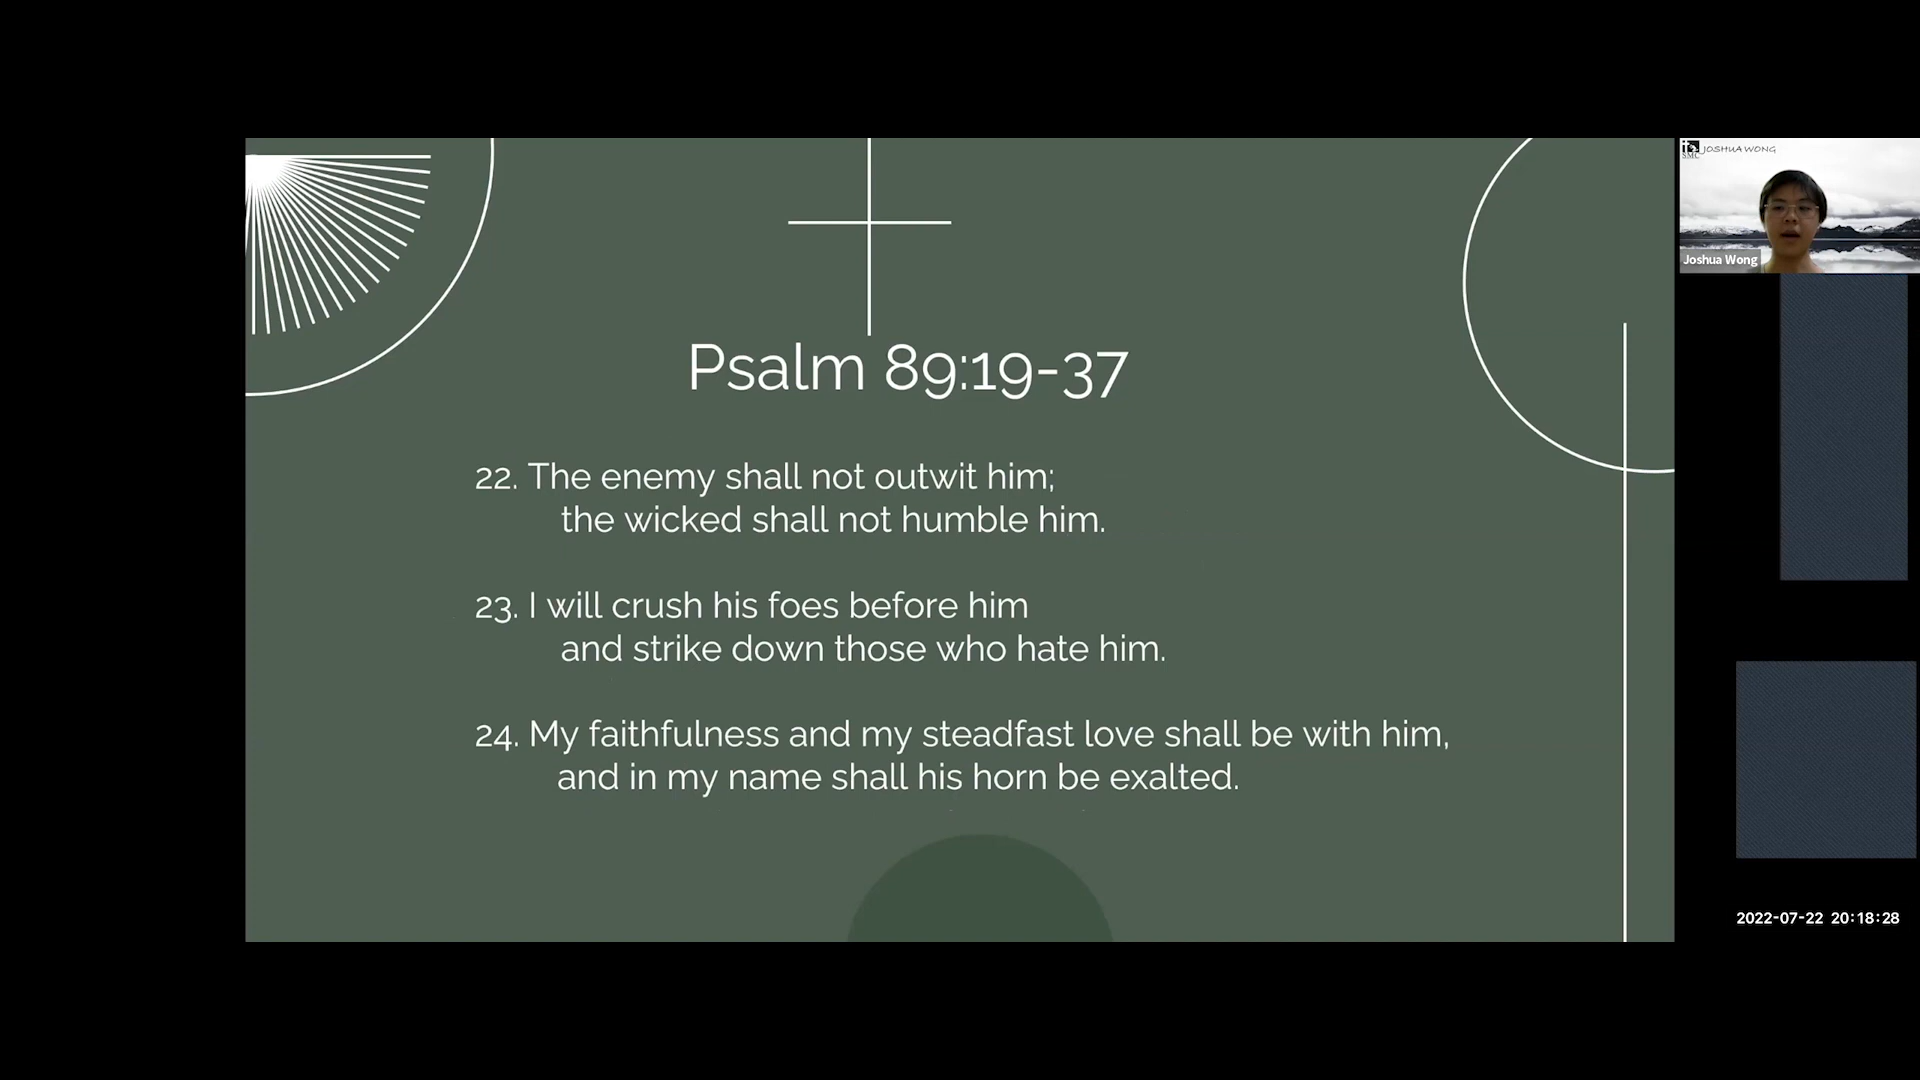 Psalm 89:19-37
22. The enemy shall not outwit him;
the wicked shall not humble him.
23. I will crush his foes before him
and strike down those who hate him.
24. My faithfulness and my steadfast love shall be with him,
and in my name shall his horn be exalted.
SMC
JOSHUA WONG
Joshua Wong
2022-07-22 20:18:28